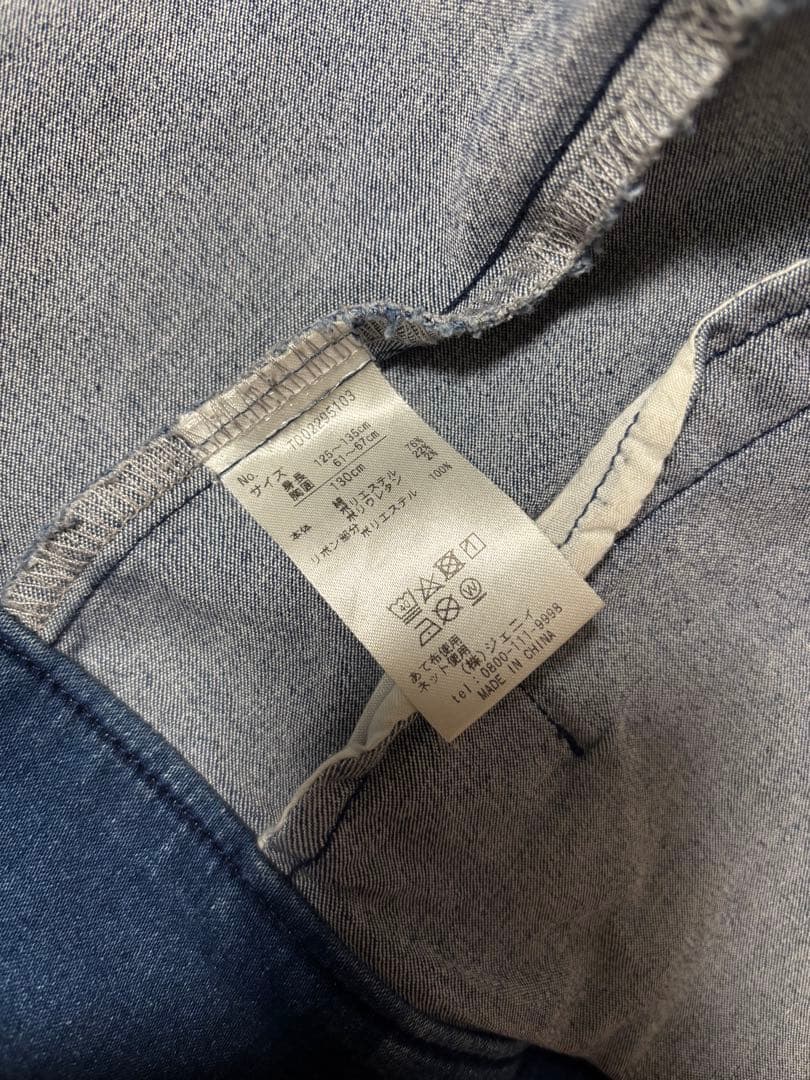 No. TD02295103
サイズ 身長 125~135cm
胸囲 61~67cm
130cm
本体 綿 76%
ポリエステル 22%
ポリウレタン 2%
リボン部分 ポリエステル 100%
40
W
あて布使用
ネット使用
(株)ジェニィ
tel:0800-111-9998
MADE IN CHINA